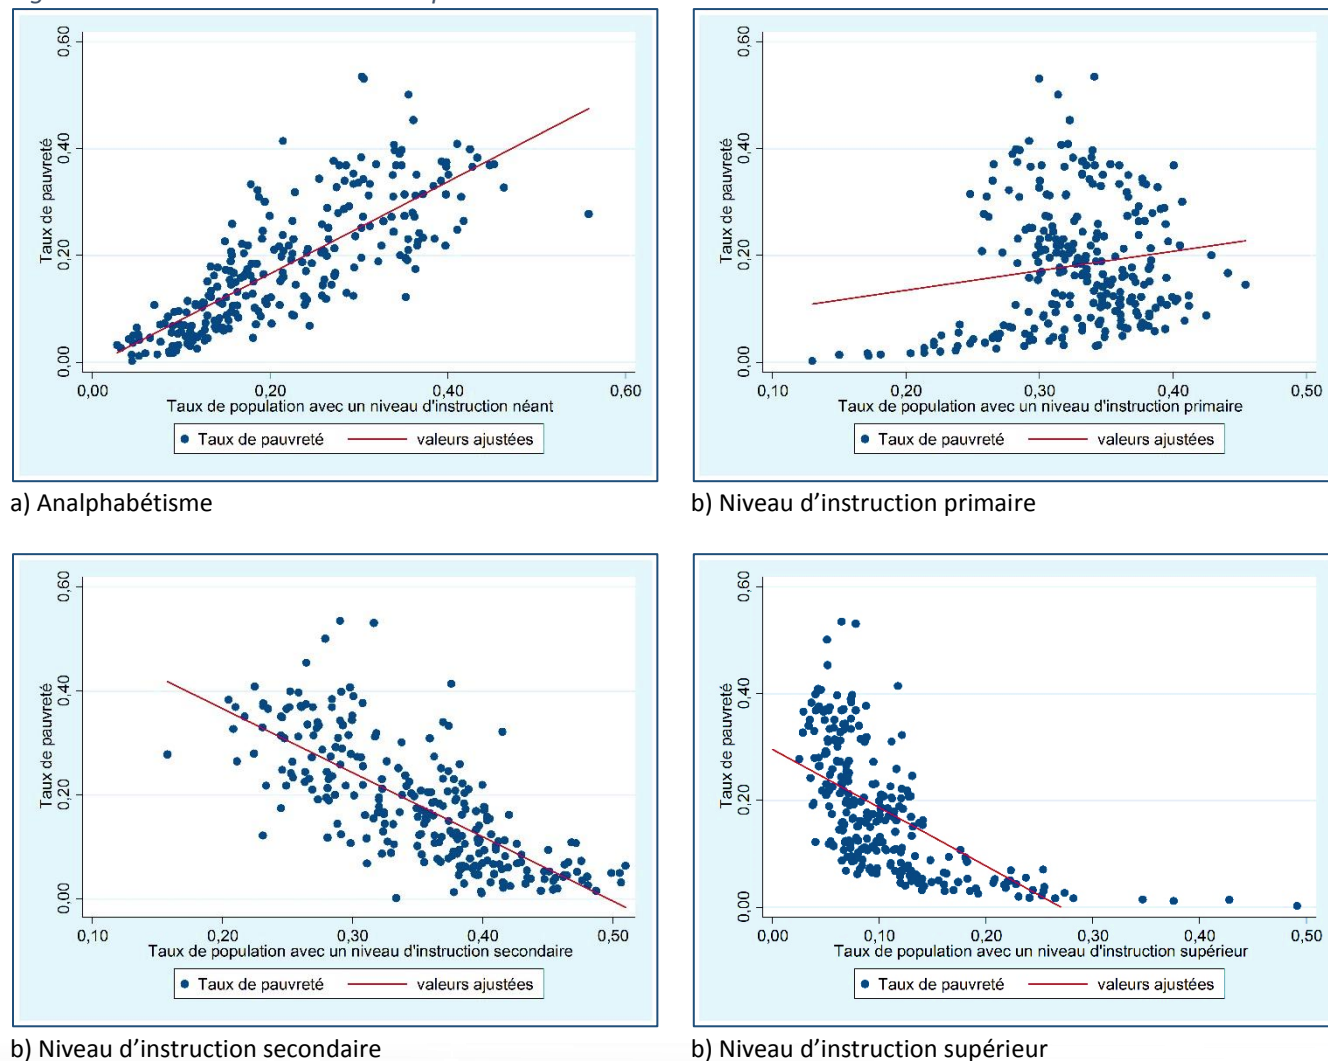 0,60
0,40
0,20
0,00
Taux de pauvreté
0,00 0,20 0,40 0,60
Taux de population avec un niveau d'instruction néant
Taux de pauvreté valeurs ajustées
a) Analphabétisme
0,60
0,40
0,20
0,00
Taux de pauvreté
0,10 0,20 0,30 0,40 0,50
Taux de population avec un niveau d'instruction primaire
Taux de pauvreté valeurs ajustées
b) Niveau d’instruction primaire
0,60
0,40
0,20
0,00
Taux de pauvreté
0,10 0,20 0,30 0,40 0,50
Taux de population avec un niveau d'instruction secondaire
Taux de pauvreté valeurs ajustées
b) Niveau d’instruction secondaire
0,60
0,40
0,20
0,00
Taux de pauvreté
0,00 0,10 0,20 0,30 0,40 0,50
Taux de population avec un niveau d'instruction supérieur
Taux de pauvreté valeurs ajustées
b) Niveau d’instruction supérieur